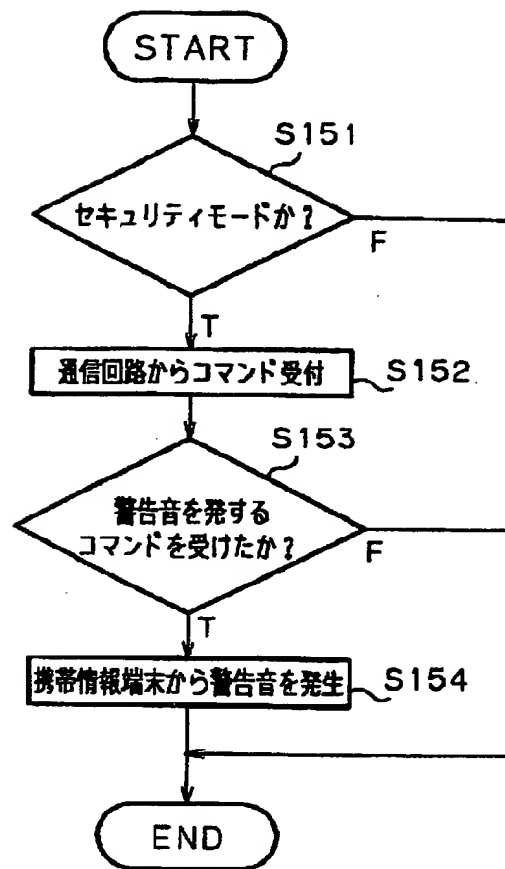 START
S151
セキュリティモードか?
F
T
通信回路からコマンド受付
S152
S153
警告音を発する
コマンドを受けたか?
F
T
携帯情報端末から警告音を発生
S154
END